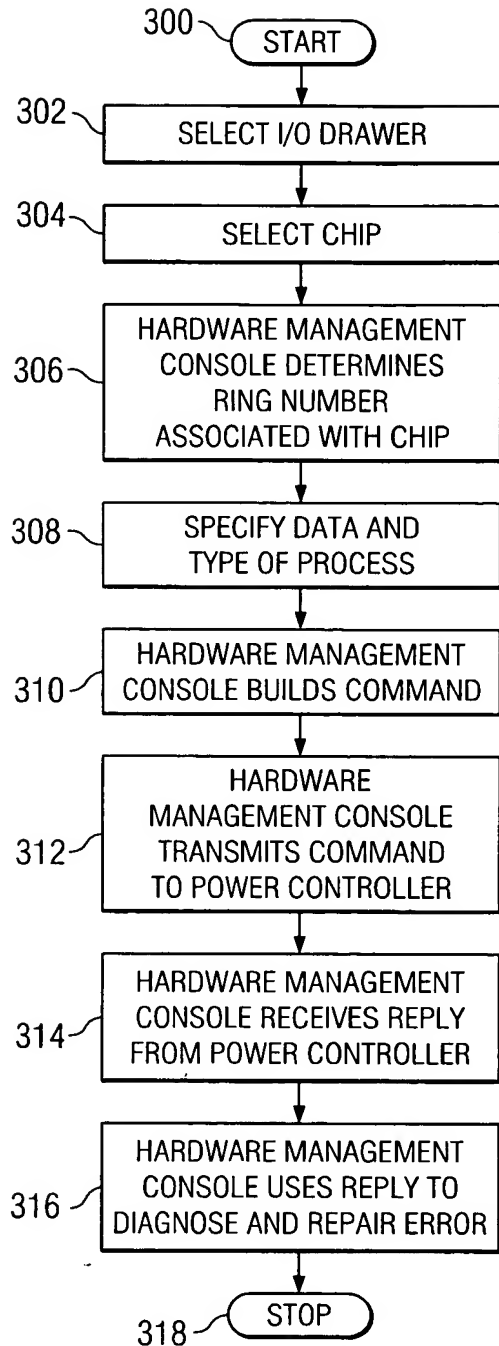 300
START
302
SELECT I/O DRAWER
304
SELECT CHIP
306
HARDWARE MANAGEMENT
CONSOLE DETERMINES
RING NUMBER
ASSOCIATED WITH CHIP
308
SPECIFY DATA AND
TYPE OF PROCESS
310
HARDWARE MANAGEMENT
CONSOLE BUILDS COMMAND
312
HARDWARE
MANAGEMENT CONSOLE
TRANSMITS COMMAND
TO POWER CONTROLLER
314
HARDWARE MANAGEMENT
CONSOLE RECEIVES REPLY
FROM POWER CONTROLLER
316
HARDWARE MANAGEMENT
CONSOLE USES REPLY TO
DIAGNOSE AND REPAIR ERROR
318
STOP